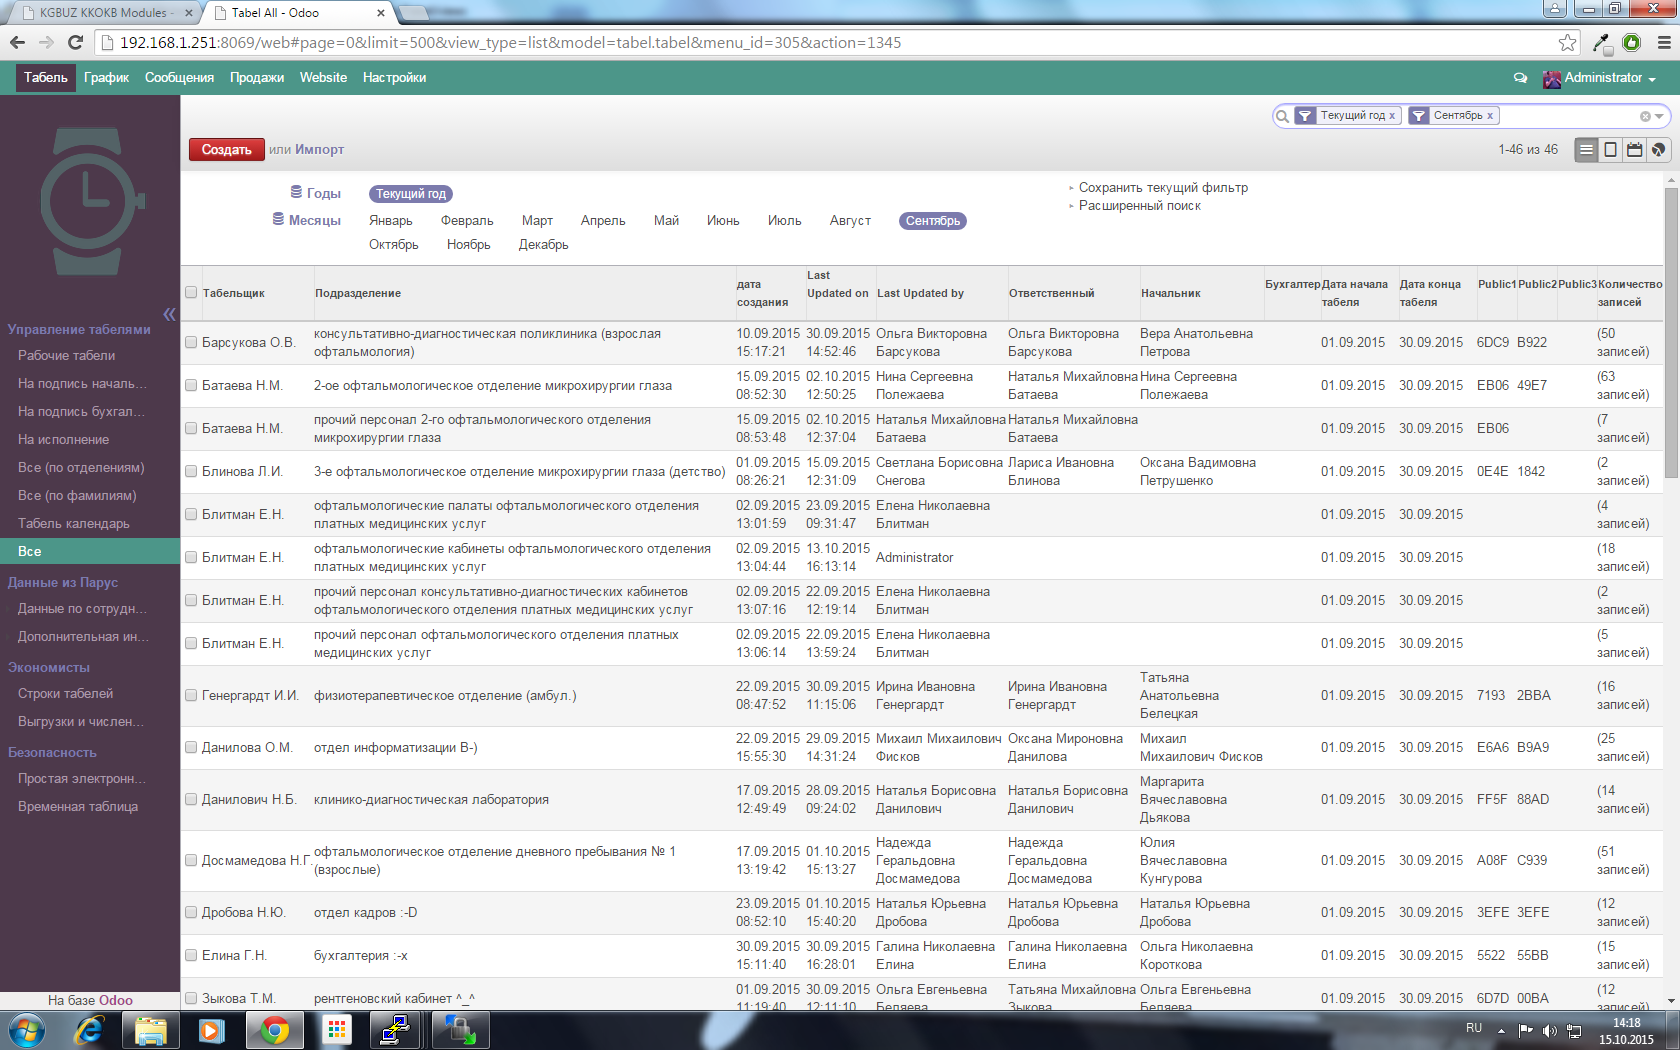 KGBUZ KKOKB Modules - 
Tabel All - Odoo
192.168.1.251:8069/web#page=0&limit=500&view_type=list&model=tabel.tabel&menu_id=305&action=1345
Табель График Сообщения Продажи Website Настройки Administrator
Текущий год x Сентябрь x
Создать или Импорт 1-46 из 46
Годы Текущий год
Месяцы Январь Февраль Март Апрель Май Июнь Июль Август Сентябрь
Октябрь Ноябрь Декабрь
Сохранить текущий фильтр
Расширенный поиск
Управление табелями
Рабочие табели
На подпись началь...
На подпись бухгал...
На исполнение
Все (по отделениям)
Все (по фамилиям)
Табель календарь
Все
Данные из Парус
Данные по сотрудн...
Дополнительная ин...
Экономисты
Строки табелей
Выгрузки и числен...
Безопасность
Простая электронн...
Временная таблица
На базе Odoo
Табельщик Подразделение дата создания Last Updated on Last Updated by Ответственный Начальник Бухгалтер Дата начала табеля Дата конца табеля Public1 Public2 Public3 Количество записей
Барсукова О.В. консультативно-диагностическая поликлиника (взрослая офтальмология) 10.09.2015 15:17:21 30.09.2015 14:52:46 Ольга Викторовна Барсукова Ольга Викторовна Барсукова Вера Анатольевна Петрова 01.09.2015 30.09.2015 6DC9 B922 (50 записей)
Батаева Н.М. 2-ое офтальмологическое отделение микрохирургии глаза 15.09.2015 08:52:30 02.10.2015 12:50:25 Нина Сергеевна Полежаева Наталья Михайловна Батаева Нина Сергеевна Полежаева 01.09.2015 30.09.2015 EB06 49E7 (63 записей)
Батаева Н.М. прочий персонал 2-го офтальмологического отделения микрохирургии глаза 15.09.2015 08:53:48 02.10.2015 12:37:04 Наталья Михайловна Батаева Наталья Михайловна Батаева 01.09.2015 30.09.2015 EB06 (7 записей)
Блинова Л.И. 3-е офтальмологическое отделение микрохирургии глаза (детство) 01.09.2015 08:26:21 15.09.2015 12:31:09 Светлана Борисовна Снегова Лариса Ивановна Блинова Оксана Вадимовна Петрушенко 01.09.2015 30.09.2015 0E4E 1842 (2 записей)
Блитман Е.Н. офтальмологические палаты офтальмологического отделения платных медицинских услуг 02.09.2015 13:01:59 23.09.2015 09:31:47 Елена Николаевна Блитман 01.09.2015 30.09.2015 (4 записей)
Блитман Е.Н. офтальмологические кабинеты офтальмологического отделения платных медицинских услуг 02.09.2015 13:04:44 13.10.2015 16:13:14 Administrator 01.09.2015 30.09.2015 (18 записей)
Блитман Е.Н. прочий персонал консультативно-диагностических кабинетов офтальмологического отделения платных медицинских услуг 02.09.2015 13:07:16 22.09.2015 12:19:14 Елена Николаевна Блитман 01.09.2015 30.09.2015 (2 записей)
Блитман Е.Н. прочий персонал офтальмологического отделения платных медицинских услуг 02.09.2015 13:06:14 22.09.2015 13:59:24 Елена Николаевна Блитман 01.09.2015 30.09.2015 (5 записей)
Генергардт И.И. физиотерапевтическое отделение (амбул.) 22.09.2015 08:47:52 30.09.2015 11:15:06 Ирина Ивановна Генергардт Ирина Ивановна Генергардт Татьяна Анатольевна Белецкая 01.09.2015 30.09.2015 7193 2BBA (16 записей)
Данилова О.М. отдел информатизации B-) 22.09.2015 15:55:30 29.09.2015 14:31:24 Михаил Михаилович Фисков Оксана Мироновна Данилова Михаил Михаилович Фисков 01.09.2015 30.09.2015 E6A6 B9A9 (25 записей)
Данилович Н.Б. клинико-диагностическая лаборатория 17.09.2015 12:49:49 28.09.2015 09:24:02 Наталья Борисовна Данилович Наталья Борисовна Данилович Маргарита Вячеславовна Дьякова 01.09.2015 30.09.2015 FF5F 88AD (14 записей)
Досмамедова Н.Г. офтальмологическое отделение дневного пребывания № 1 (взрослые) 17.09.2015 13:19:42 01.10.2015 15:13:27 Надежда Геральдовна Досмамедова Надежда Геральдовна Досмамедова Юлия Вячеславовна Кунгурова 01.09.2015 30.09.2015 A08F C939 (51 записей)
Дробова Н.Ю. отдел кадров :-D 23.09.2015 08:52:10 01.10.2015 15:40:20 Наталья Юрьевна Дробова Наталья Юрьевна Дробова Наталья Юрьевна Дробова 01.09.2015 30.09.2015 3EFE 3EFE (12 записей)
Елина Г.Н. бухгалтерия :-x 30.09.2015 15:11:40 30.09.2015 16:28:01 Галина Николаевна Елина Галина Николаевна Елина Ольга Николаевна Короткова 01.09.2015 30.09.2015 5522 55BB (15 записей)
Зыкова Т.М. рентгеновский кабинет ^_^ 01.09.2015 11:19:40 30.09.2015 12:11:10 Ольга Евгеньевна Беляева Татьяна Михайловна Зыкова Ольга Евгеньевна Беляева 01.09.2015 30.09.2015 6D7D 00BA (12 записей)
RU 14:18
15.10.2015